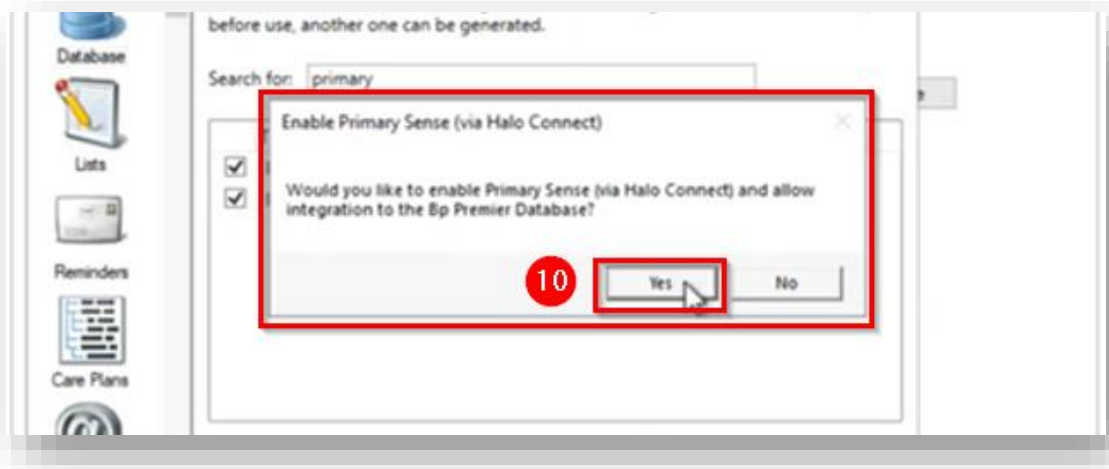 before use, another one can be generated.
Database
Search for: primary
Enable Primary Sense (via Halo Connect)
Lists
Would you like to enable Primary Sense (via Halo Connect) and allow
integration to the Bp Premier Database?
Reminders
10
Yes
No
Care Plans